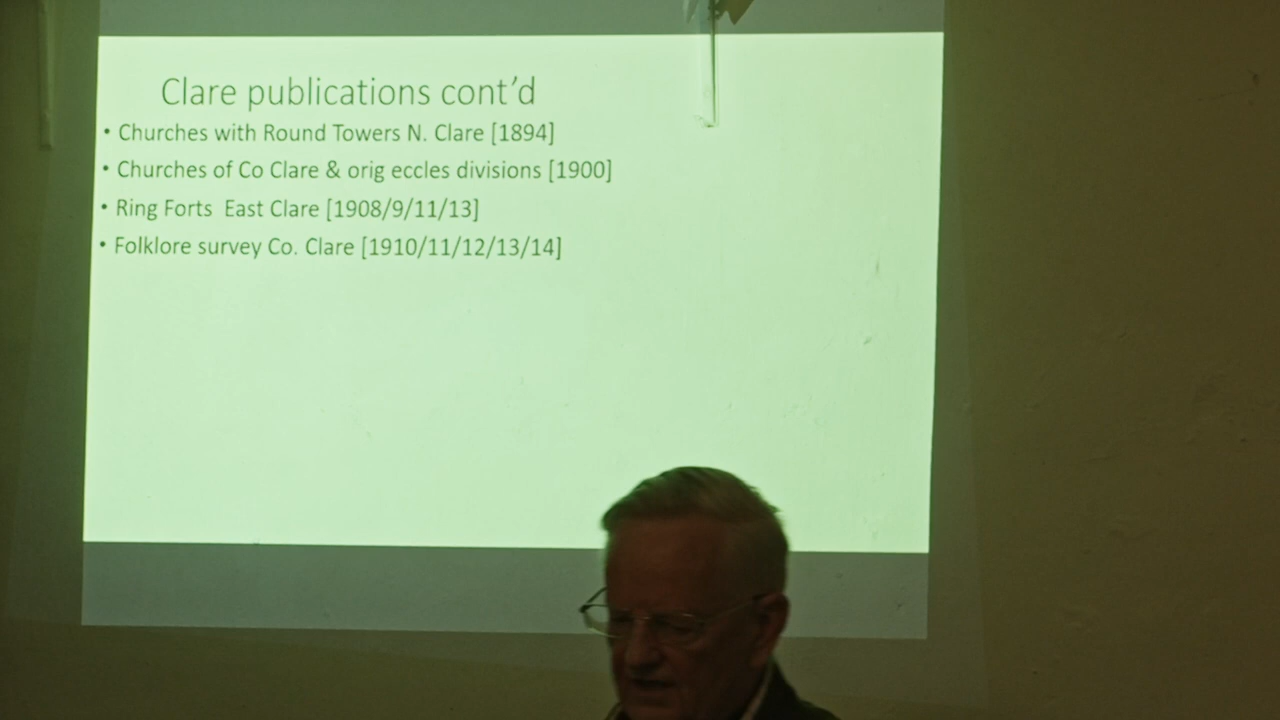 Clare publications cont’d
• Churches with Round Towers N. Clare [1894]
• Churches of Co Clare & orig eccles divisions [1900]
• Ring Forts  East Clare [1908/9/11/13]
• Folklore survey Co. Clare [1910/11/12/13/14]